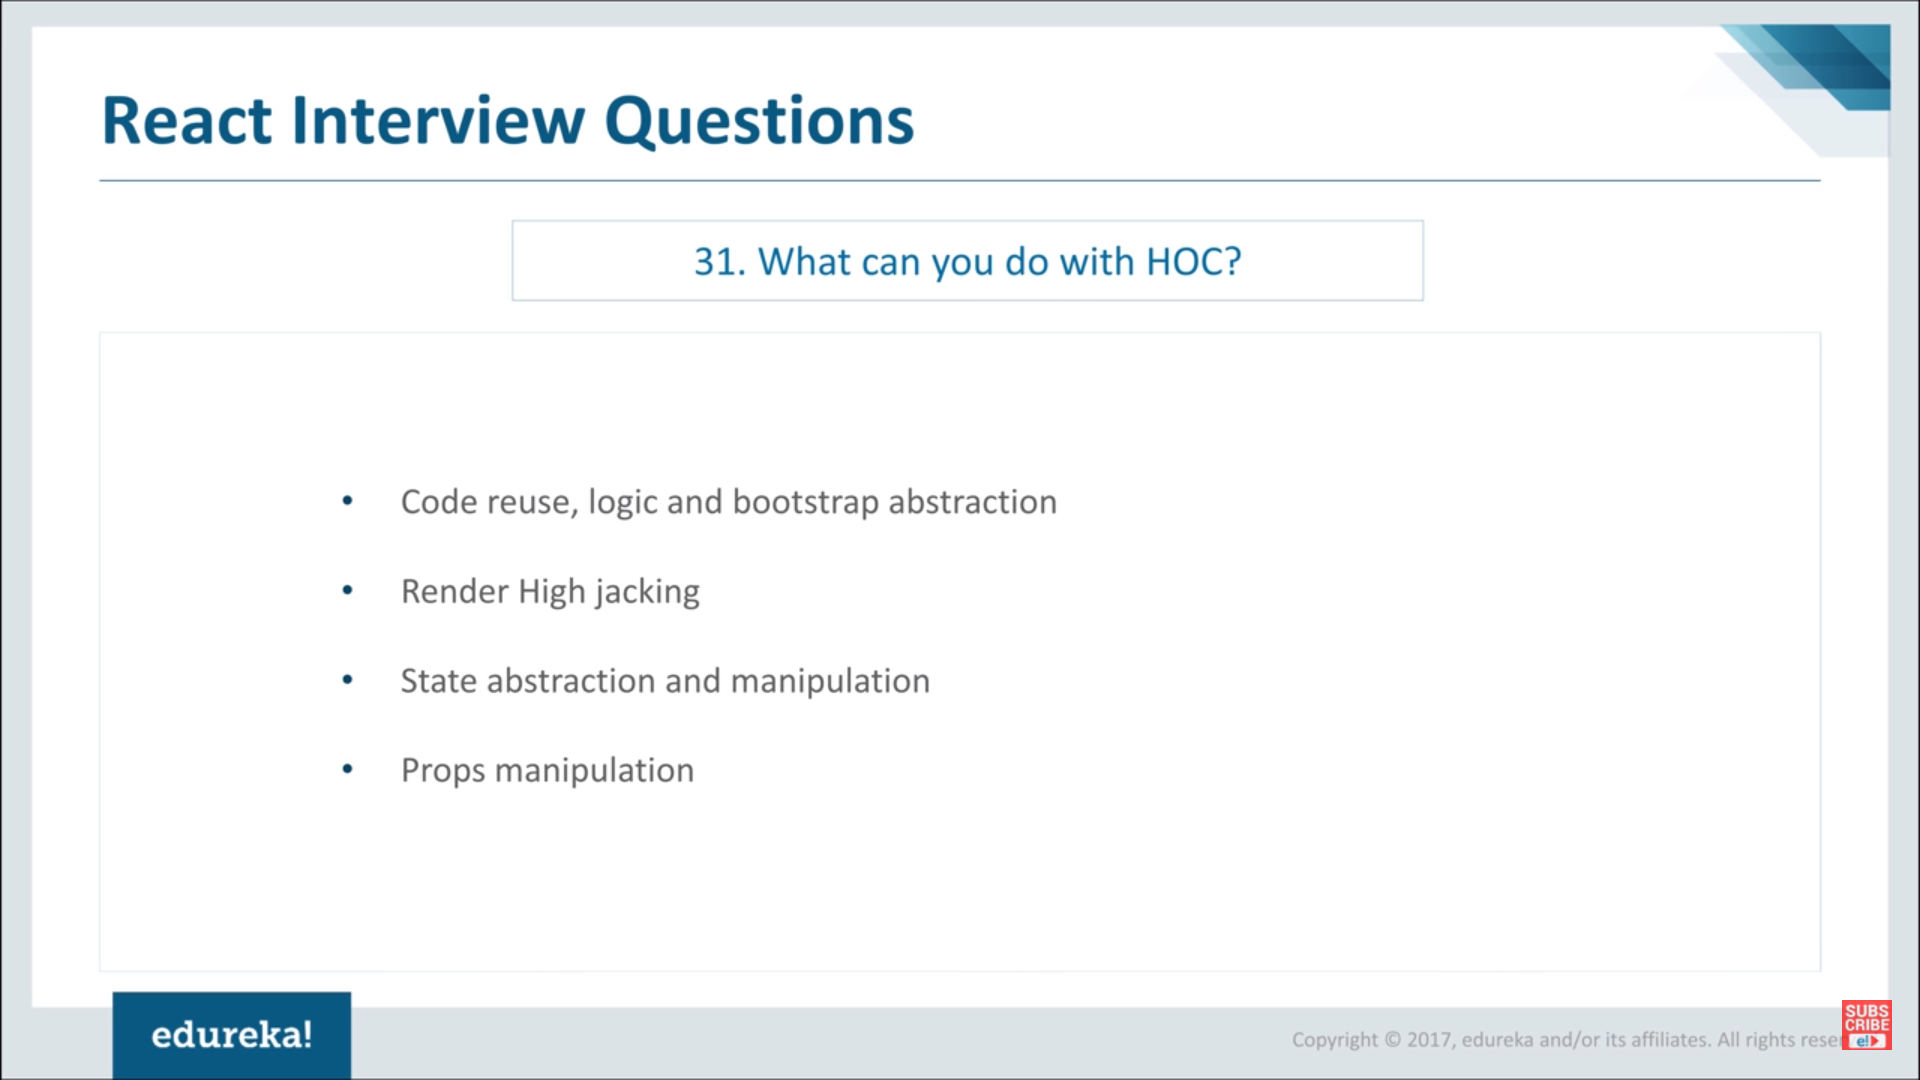 React Interview Questions
31. What can you do with HOC?
• Code reuse, logic and bootstrap abstraction
• Render High jacking
• State abstraction and manipulation
• Props manipulation
edureka!
Copyright © 2017, edureka and/or its affiliates. All rights reser
SUBS
CRIBE
e!